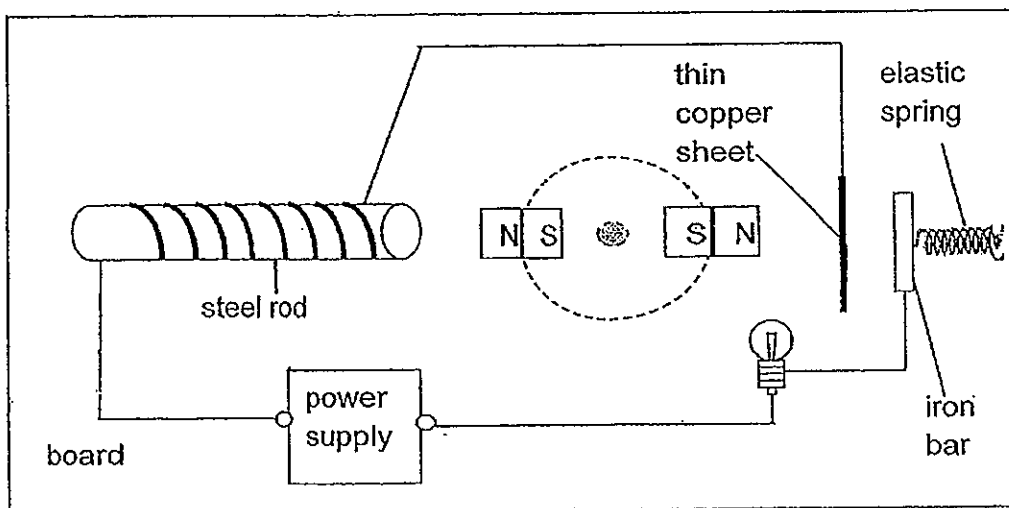 thin
copper
sheet
elastic
spring
N S
S N
steel rod
power
supply
iron
bar
board